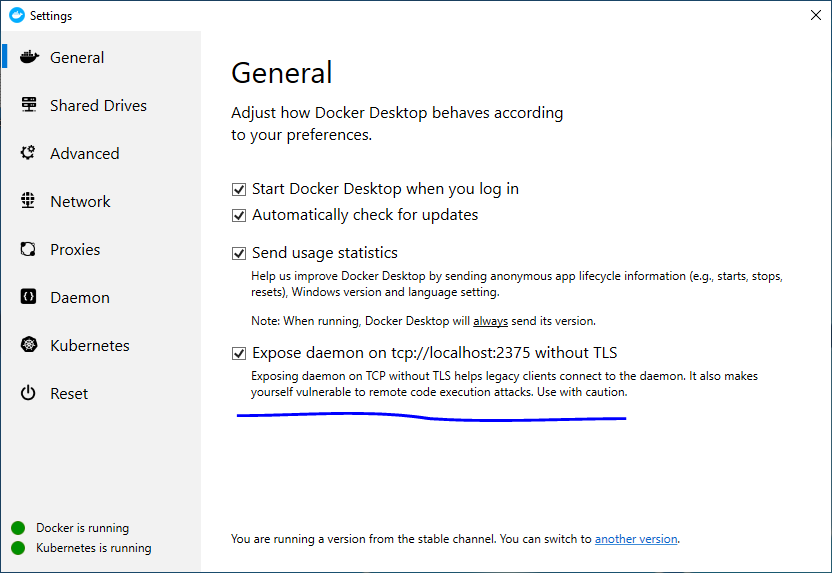 Settings
General
Shared Drives
Advanced
Network
Proxies
Daemon
Kubernetes
Reset
Docker is running
Kubernetes is running
General
Adjust how Docker Desktop behaves according
to your preferences.
Start Docker Desktop when you log in
Automatically check for updates
Send usage statistics
Help us improve Docker Desktop by sending anonymous app lifecycle information (e.g., starts, stops,
resets), Windows version and language setting.
Note: When running, Docker Desktop will always send its version.
Expose daemon on tcp://localhost:2375 without TLS
Exposing daemon on TCP without TLS helps legacy clients connect to the daemon. It also makes
yourself vulnerable to remote code execution attacks. Use with caution.
You are running a version from the stable channel. You can switch to another version.